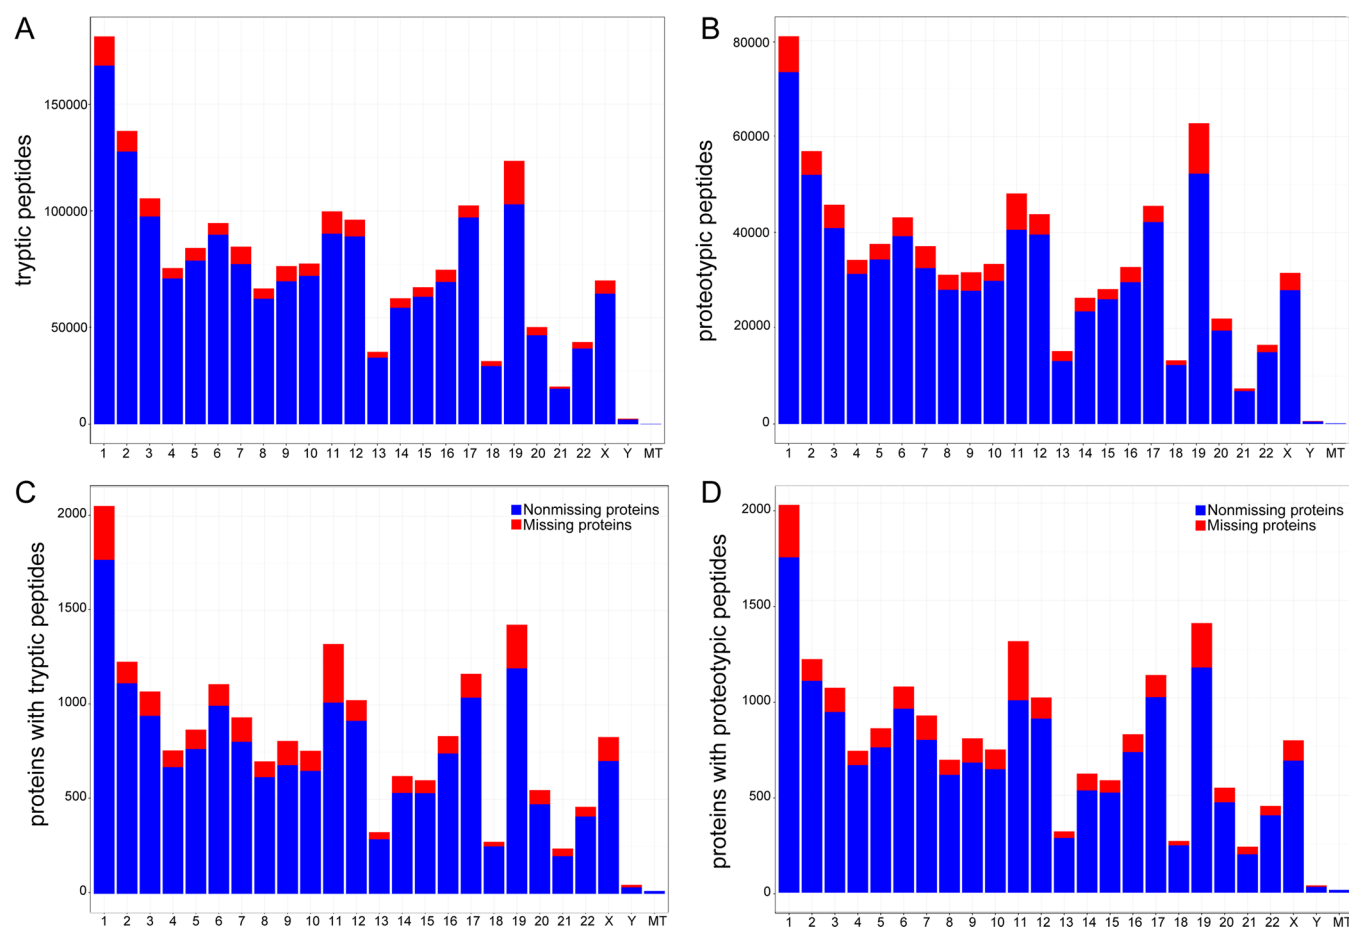 A
tryptic peptides
150000
100000
50000
0
1 2 3 4 5 6 7 8 9 10 11 12 13 14 15 16 17 18 19 20 21 22 X Y MT
B
proteotypic peptides
80000
60000
40000
20000
0
1 2 3 4 5 6 7 8 9 10 11 12 13 14 15 16 17 18 19 20 21 22 X Y MT
C
proteins with tryptic peptides
2000
1500
1000
500
0
Nonmissing proteins
Missing proteins
1 2 3 4 5 6 7 8 9 10 11 12 13 14 15 16 17 18 19 20 21 22 X Y MT
D
proteins with proteotypic peptides
2000
1500
1000
500
0
Nonmissing proteins
Missing proteins
1 2 3 4 5 6 7 8 9 10 11 12 13 14 15 16 17 18 19 20 21 22 X Y MT